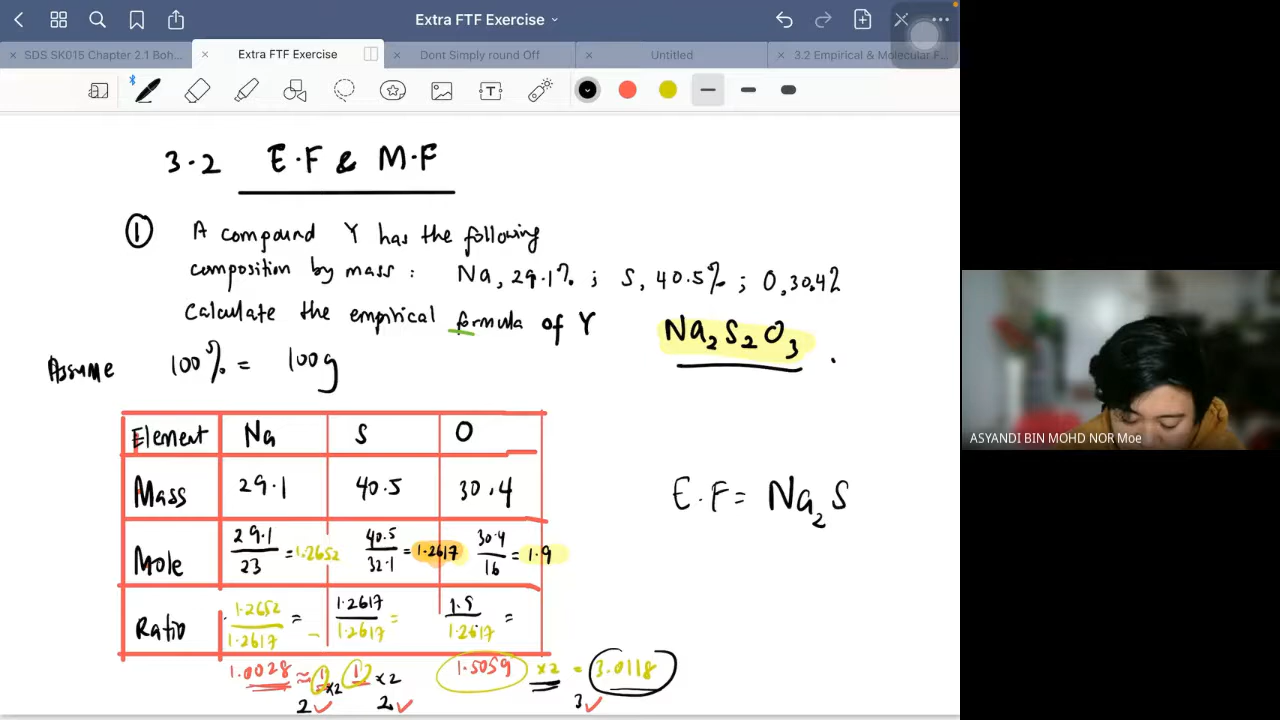 Extra FTF Exercise
SDS SK015 Chapter 2.1 Boh...
Extra FTF Exercise
Dont Simply round Off
Untitled
3.2 Empirical & Molecular F...
3.2 E.F & M.F
① A compound Y has the following
composition by mass : Na, 29.1% ; S, 40.5% ; O, 30.4%
Calculate the empirical formula of Y
Na₂S₂O₃
Assume 100% = 100g
Element Na S O
Mass 29.1 40.5 30.4
E.F = Na₂S
Mole 29.1/23 = 1.2652 40.5/32.1 = 1.2617 30.4/16 = 1.9
Ratio 1.2652/1.2617 = 1.2617/1.2617 = 1.9/1.2617 =
1.0028 ≈ 1 ×2 1 ×2 1.5059 ×2 = 3.0118
2 ✓ 2 ✓ 3 ✓
ASYANDI BIN MOHD NOR Moe